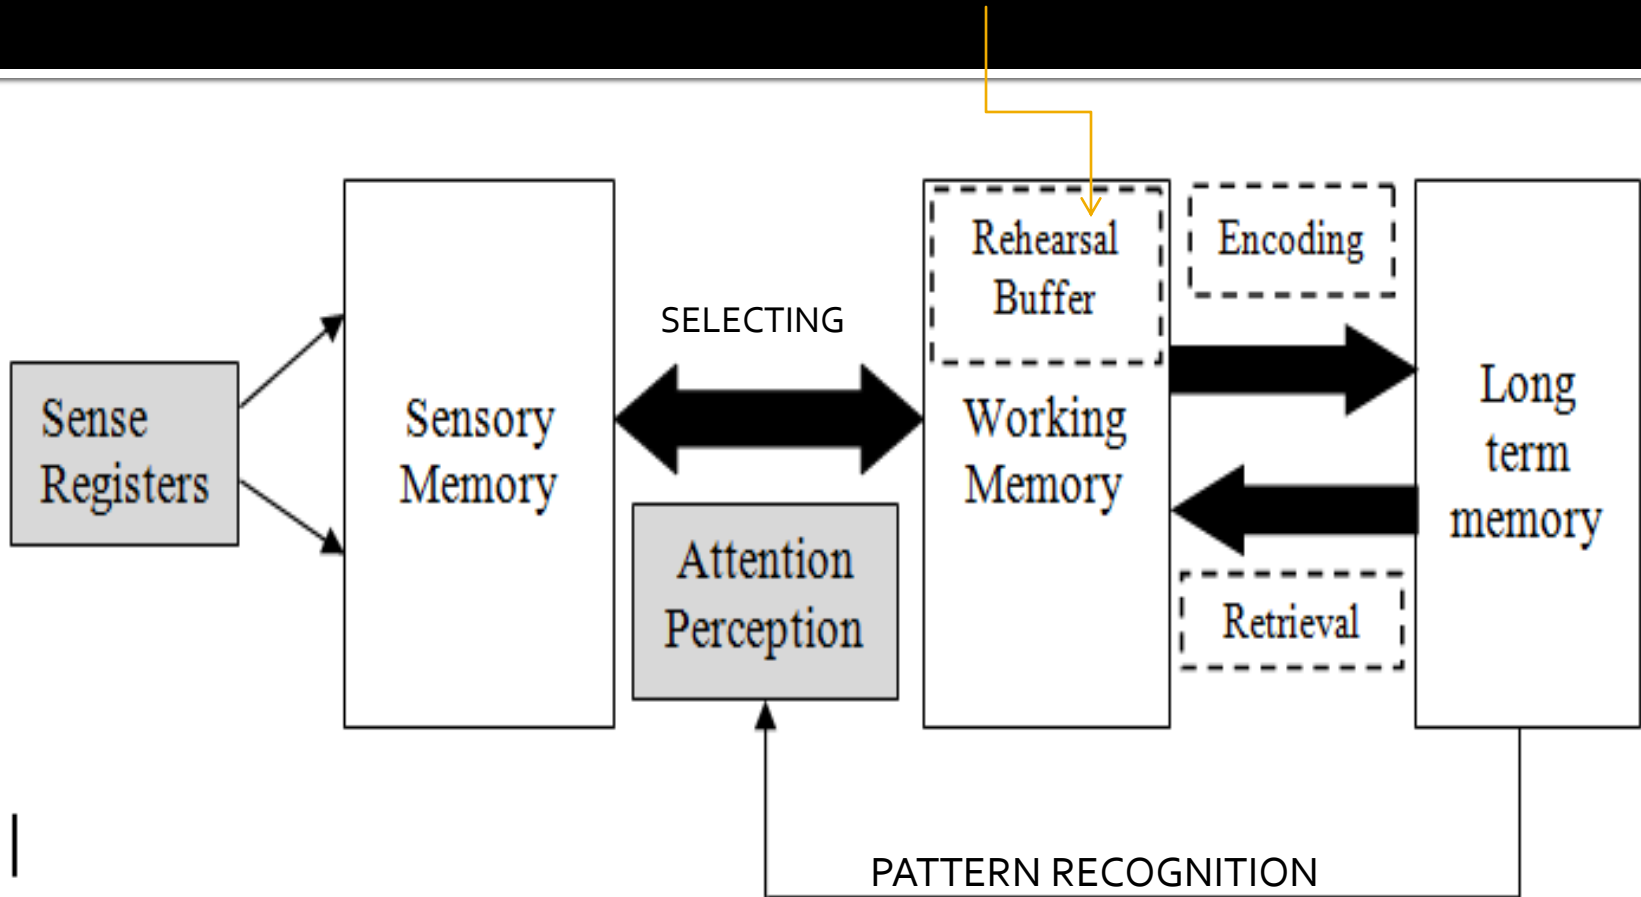 Sense
Registers
Sensory
Memory
SELECTING
Attention
Perception
Rehearsal
Buffer
Working
Memory
Encoding
Retrieval
Long
term
memory
PATTERN RECOGNITION